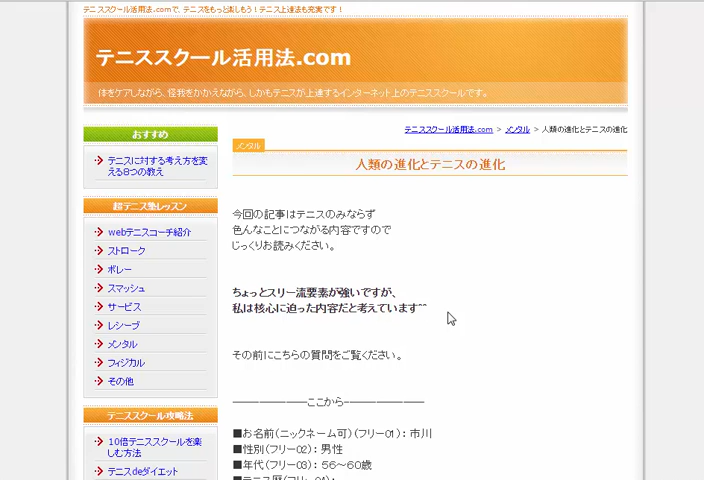 テニススクール活用法.comで、テニスをもっと楽しもう！テニス上達法も充実です！
テニススクール活用法.com
体をケアしながら、怪我をかかえながら、しかもテニスが上達するインターネット上のテニススクールです。
テニススクール活用法.com > メンタル > 人類の進化とテニスの進化
おすすめ
テニスに対する考え方を変
える8つの教え
超テニス塾レッスン
webテニスコーチ紹介
ストローク
ボレー
スマッシュ
サービス
レシーブ
メンタル
フィジカル
その他
テニススクール攻略法
10倍テニススクールを楽
しむ方法
テニスdeダイエット
メンタル
人類の進化とテニスの進化
今回の記事はテニスのみならず
色んなことにつながる内容ですので
じっくりお読みください。
ちょっとスリー流要素が強いですが、
私は核心に迫った内容だと考えています^^
その前にこちらの質問をご覧ください。
——————ここから——————
■お名前(ニックネーム可)(フリー01)：市川
■性別(フリー02)：男性
■年代(フリー03)：56～60歳
■テニス歴(フリー04)：